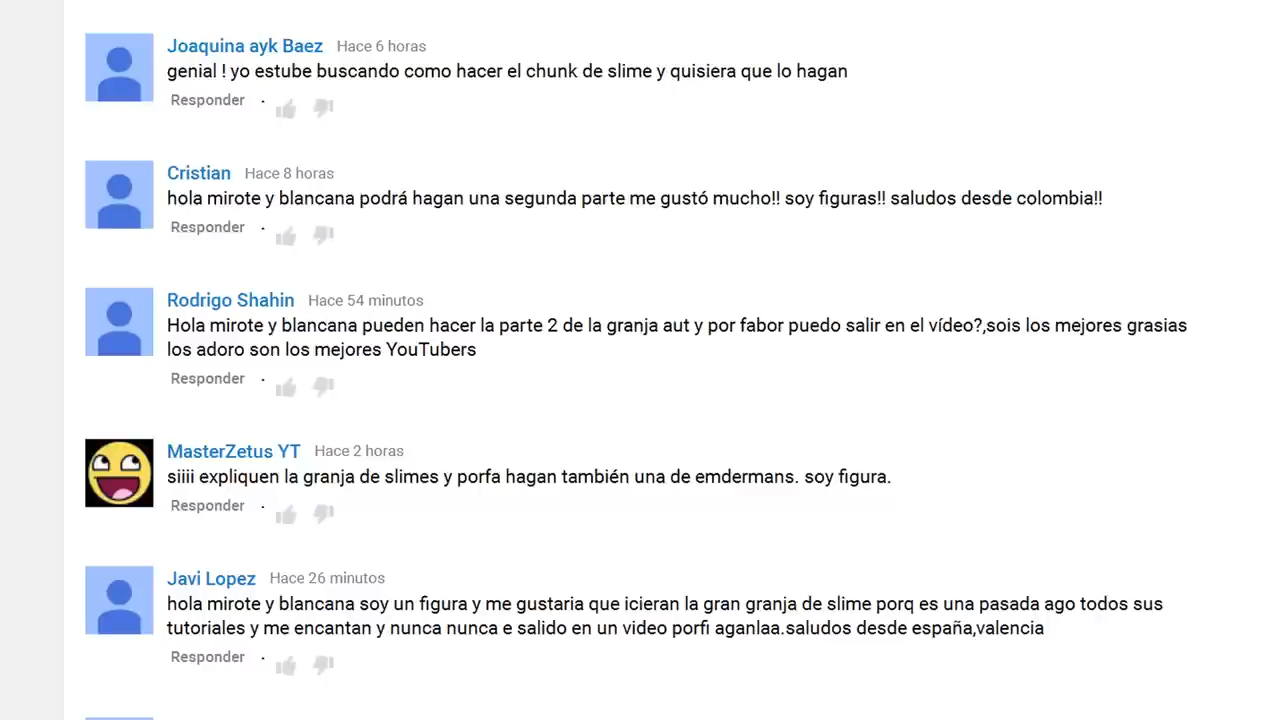 Joaquina ayk Baez Hace 6 horas
genial ! yo estube buscando como hacer el chunk de slime y quisiera que lo hagan
Responder ·
Cristian Hace 8 horas
hola mirote y blancana podrá hagan una segunda parte me gustó mucho!! soy figuras!! saludos desde colombia!!
Responder ·
Rodrigo Shahin Hace 54 minutos
Hola mirote y blancana pueden hacer la parte 2 de la granja aut y por fabor puedo salir en el vídeo?,sois los mejores grasias
los adoro son los mejores YouTubers
Responder ·
MasterZetus YT Hace 2 horas
siiii expliquen la granja de slimes y porfa hagan también una de emdermans. soy figura.
Responder ·
Javi Lopez Hace 26 minutos
hola mirote y blancana soy un figura y me gustaria que icieran la gran granja de slime porq es una pasada ago todos sus
tutoriales y me encantan y nunca nunca e salido en un video porfi aganlaa.saludos desde españa,valencia
Responder ·